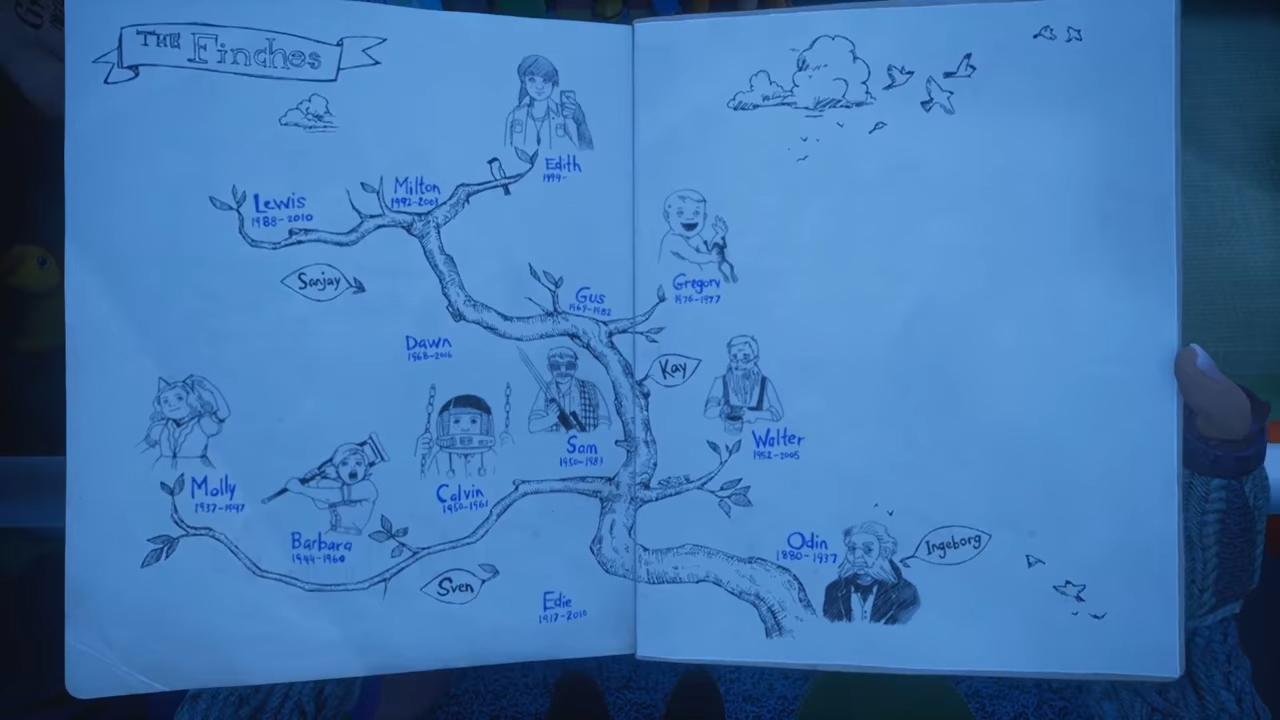 THE Finches
Edith
1999-
Lewis
1988-2010
Milton
1992-2003
Sanjay
Gregory
1976-1977
Gus
1969-1982
Dawn
1968-2016
Kay
Sam
1950-1983
Walter
1952-2005
Molly
1937-1947
Calvin
1950-1961
Barbara
1944-1960
Sven
Odin
1880-1937
Ingeborg
Edie
1917-2010